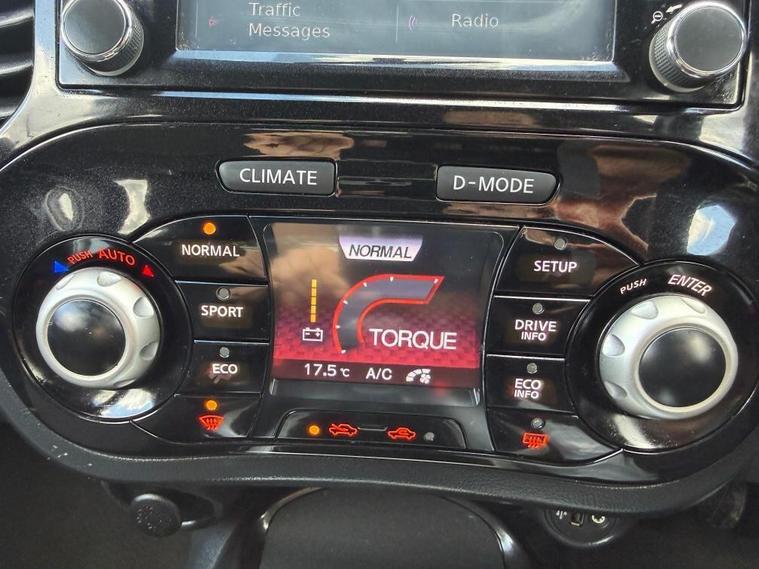 Traffic
Messages
Radio
CLIMATE
D-MODE
PUSH AUTO
NORMAL
SPORT
ECO
NORMAL
TORQUE
17.5 °C A/C
SETUP
DRIVE
INFO
ECO
INFO
PUSH ENTER